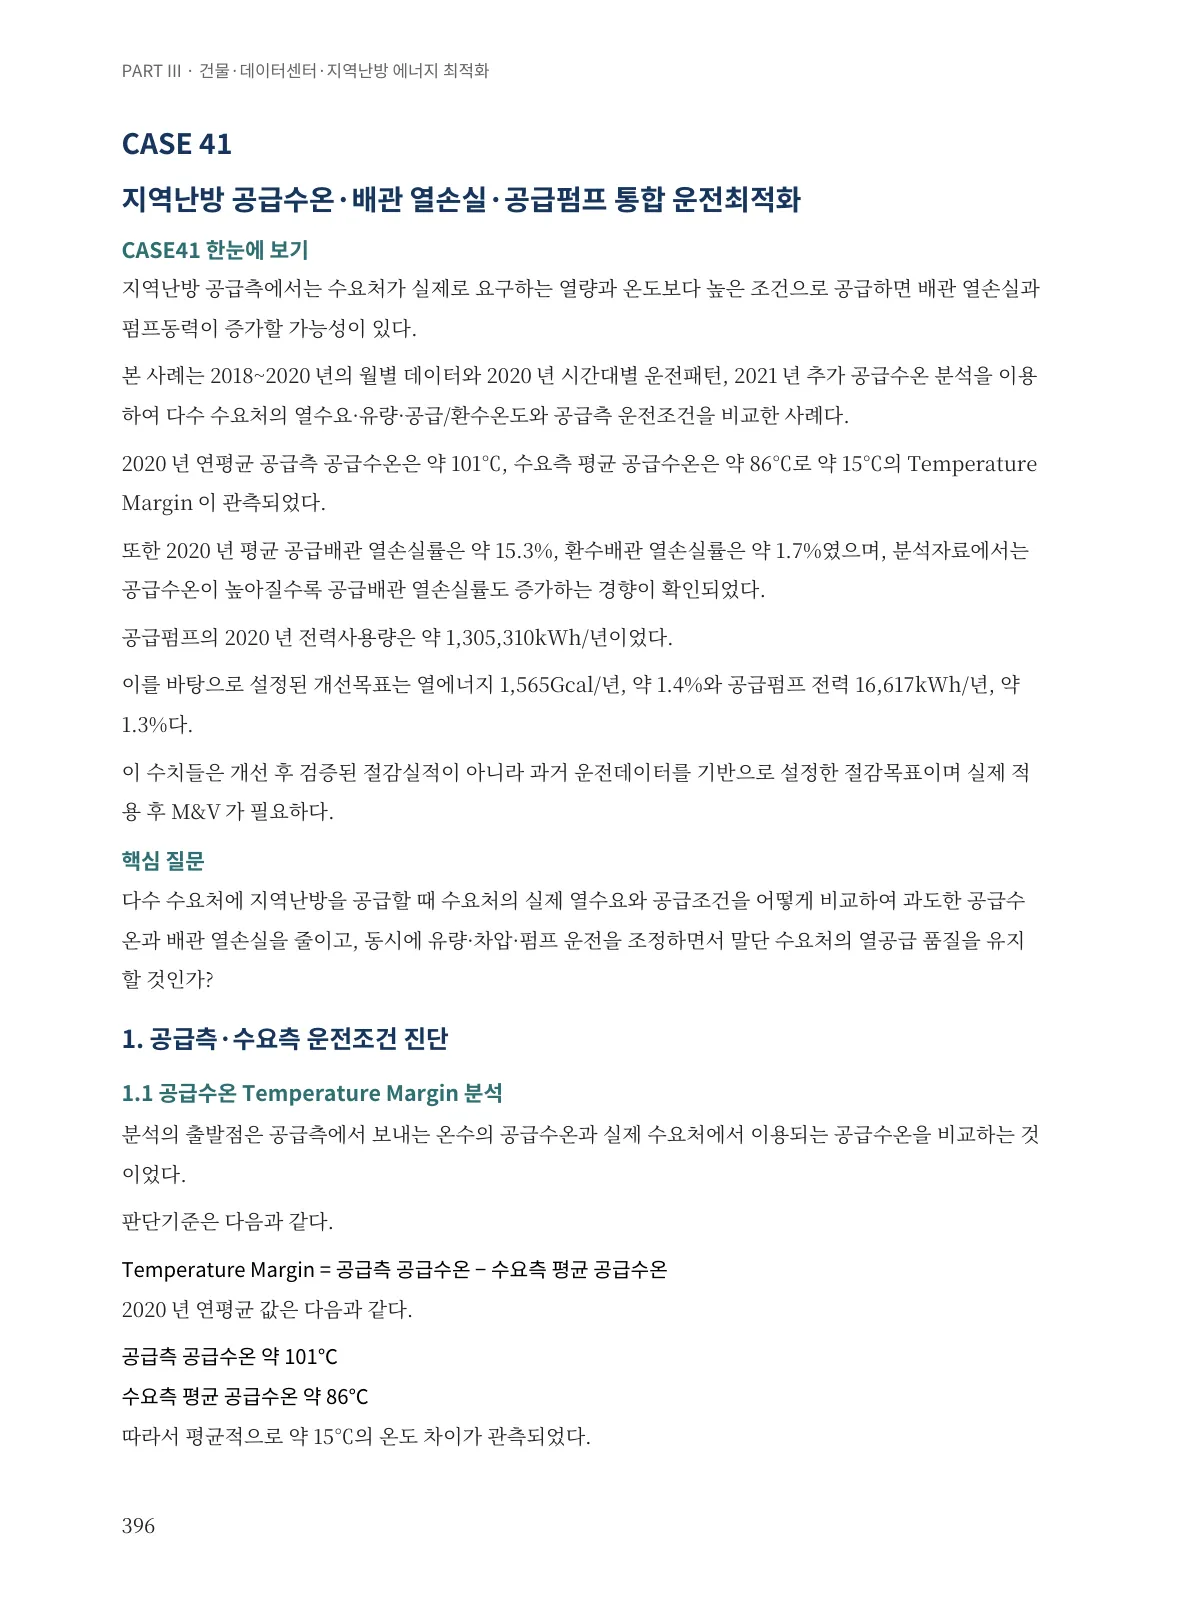 PART III · 건물·데이터센터·지역난방 에너지 최적화
CASE 41
지역난방 공급수온·배관 열손실·공급펌프 통합 운전최적화
CASE41 한눈에 보기
지역난방 공급측에서는 수요처가 실제로 요구하는 열량과 온도보다 높은 조건으로 공급하면 배관 열손실과
펌프동력이 증가할 가능성이 있다.
본 사례는 2018~2020 년의 월별 데이터와 2020 년 시간대별 운전패턴, 2021 년 추가 공급수온 분석을 이용
하여 다수 수요처의 열수요·유량·공급/환수온도와 공급측 운전조건을 비교한 사례다.
2020 년 연평균 공급측 공급수온은 약 101℃, 수요측 평균 공급수온은 약 86℃로 약 15℃의 Temperature
Margin 이 관측되었다.
또한 2020 년 평균 공급배관 열손실률은 약 15.3%, 환수배관 열손실률은 약 1.7%였으며, 분석자료에서는
공급수온이 높아질수록 공급배관 열손실률도 증가하는 경향이 확인되었다.
공급펌프의 2020 년 전력사용량은 약 1,305,310kWh/년이었다.
이를 바탕으로 설정된 개선목표는 열에너지 1,565Gcal/년, 약 1.4%와 공급펌프 전력 16,617kWh/년, 약
1.3%다.
이 수치들은 개선 후 검증된 절감실적이 아니라 과거 운전데이터를 기반으로 설정한 절감목표이며 실제 적
용 후 M&V 가 필요하다.
핵심 질문
다수 수요처에 지역난방을 공급할 때 수요처의 실제 열수요와 공급조건을 어떻게 비교하여 과도한 공급수
온과 배관 열손실을 줄이고, 동시에 유량·차압·펌프 운전을 조정하면서 말단 수요처의 열공급 품질을 유지
할 것인가?
1. 공급측·수요측 운전조건 진단
1.1 공급수온 Temperature Margin 분석
분석의 출발점은 공급측에서 보내는 온수의 공급수온과 실제 수요처에서 이용되는 공급수온을 비교하는 것
이었다.
판단기준은 다음과 같다.
Temperature Margin = 공급측 공급수온 − 수요측 평균 공급수온
2020 년 연평균 값은 다음과 같다.
공급측 공급수온 약 101℃
수요측 평균 공급수온 약 86℃
따라서 평균적으로 약 15℃의 온도 차이가 관측되었다.
396